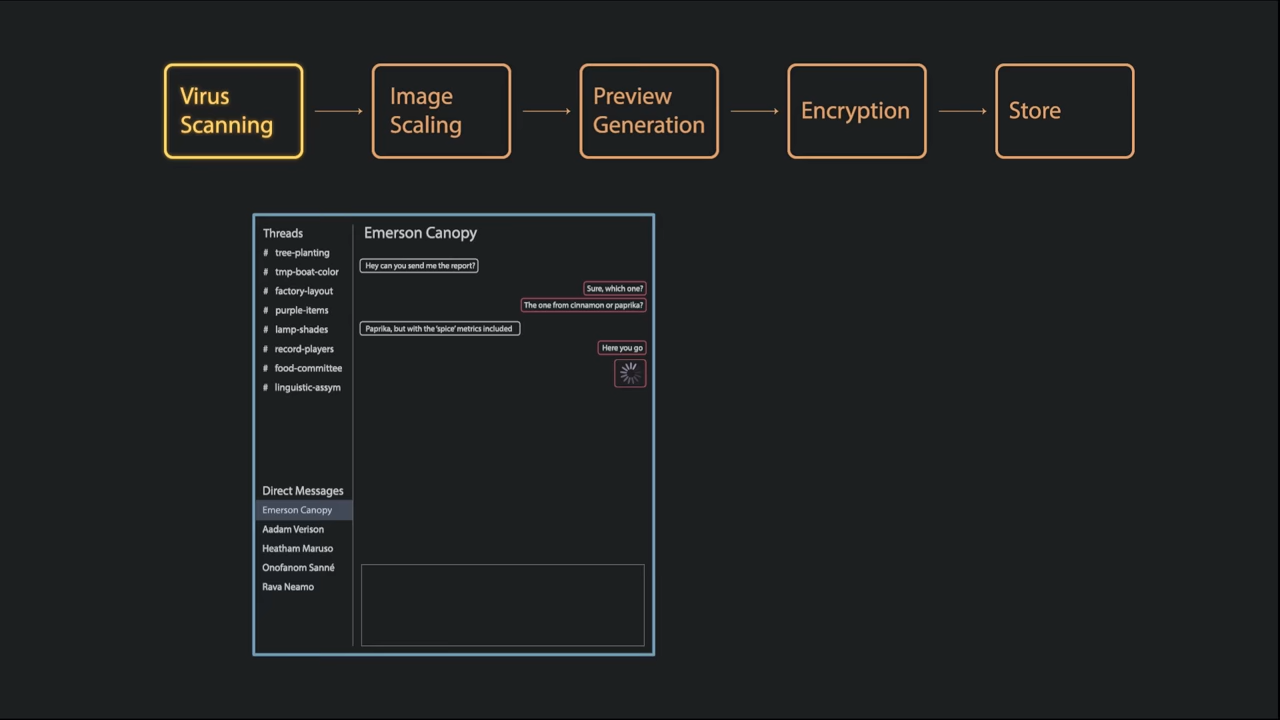 Virus
Scanning
Image
Scaling
Preview
Generation
Encryption
Store
Threads
# tree-planting
# tmp-boat-color
# factory-layout
# purple-items
# lamp-shades
# record-players
# food-committee
# linguistic-assym
Direct Messages
Emerson Canopy
Aadam Verison
Heatham Maruso
Onofanom Sanné
Rava Neamo
Emerson Canopy
Hey can you send me the report?
Sure, which one?
The one from cinnamon or paprika?
Paprika, but with the 'spice' metrics included
Here you go